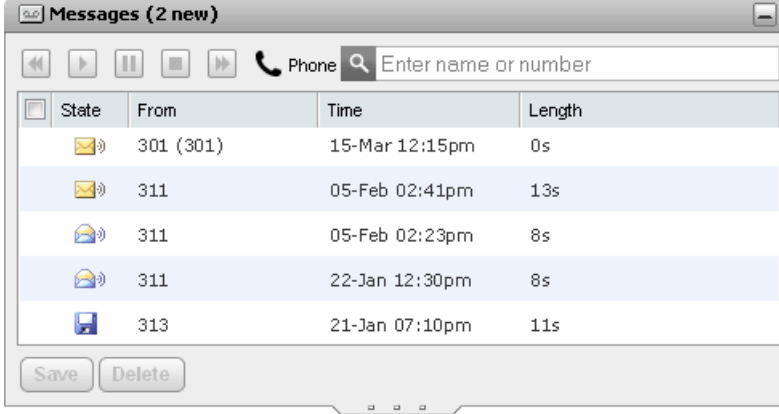 Messages (2 new)
Phone Enter name or number
State From Time Length
301 (301) 15-Mar 12:15pm 0s
311 05-Feb 02:41pm 13s
311 05-Feb 02:23pm 8s
311 22-Jan 12:30pm 8s
313 21-Jan 07:10pm 11s
Save Delete